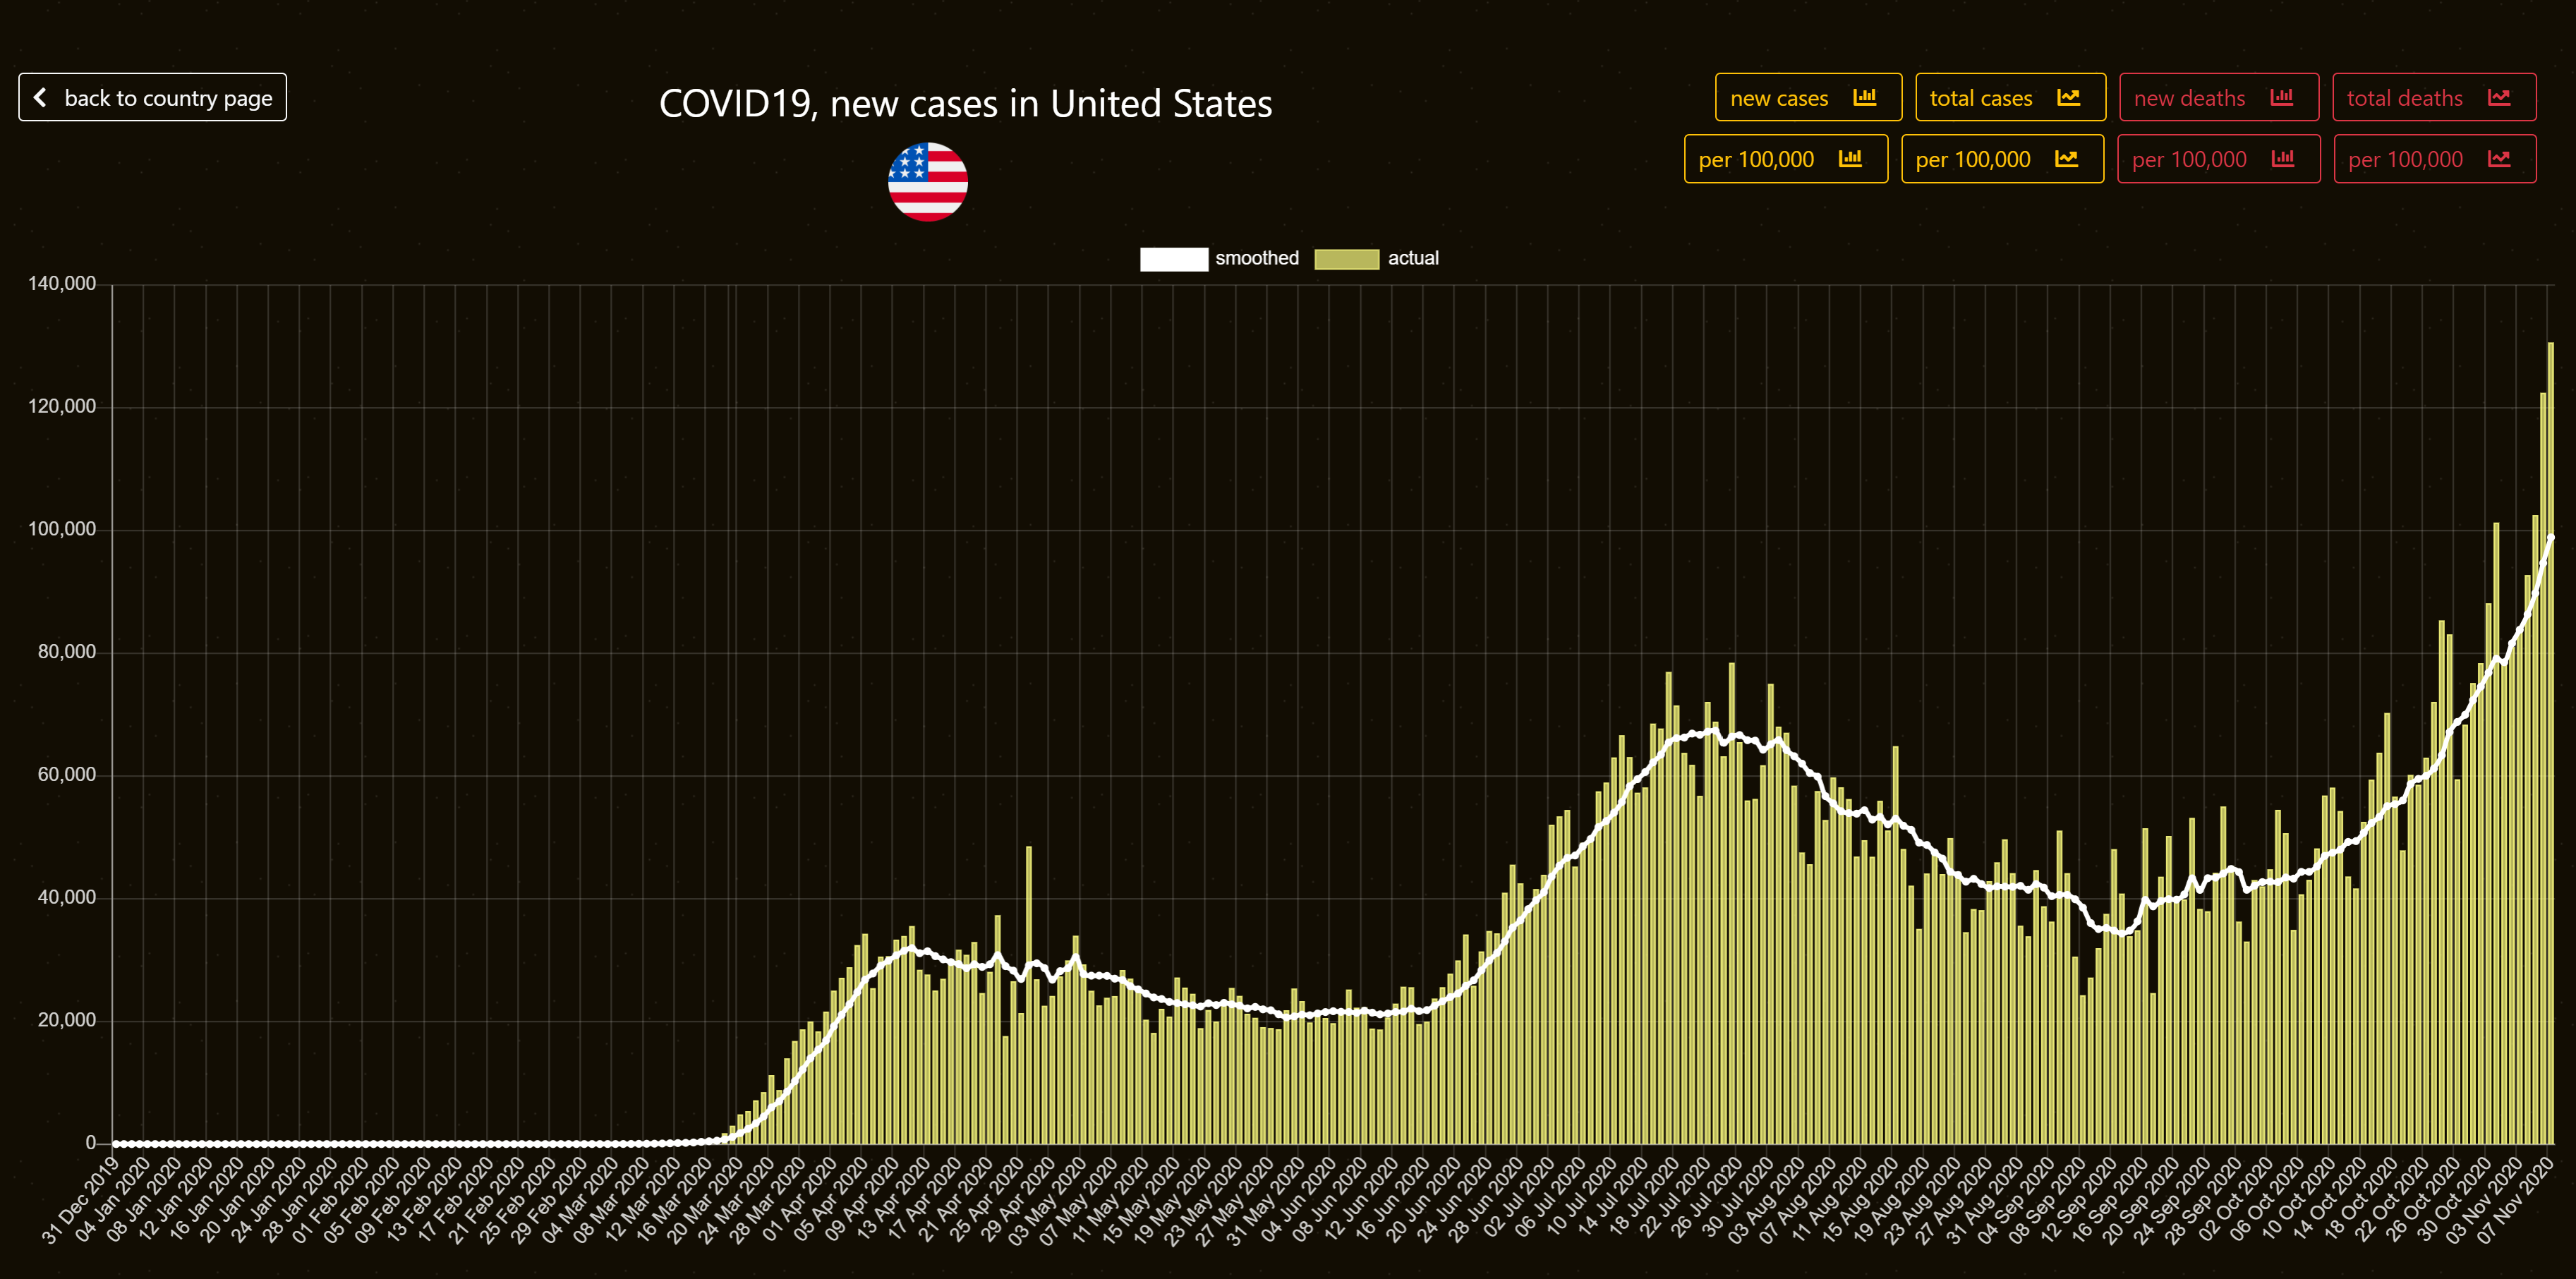 back to country page
COVID19, new cases in United States
new cases
total cases
new deaths
total deaths
per 100,000
per 100,000
per 100,000
per 100,000
smoothed
actual
140,000
120,000
100,000
80,000
60,000
40,000
20,000
0
31 Dec 2019
04 Jan 2020
08 Jan 2020
12 Jan 2020
16 Jan 2020
20 Jan 2020
24 Jan 2020
28 Jan 2020
01 Feb 2020
05 Feb 2020
09 Feb 2020
13 Feb 2020
17 Feb 2020
21 Feb 2020
25 Feb 2020
29 Feb 2020
04 Mar 2020
08 Mar 2020
12 Mar 2020
16 Mar 2020
20 Mar 2020
24 Mar 2020
28 Mar 2020
01 Apr 2020
05 Apr 2020
09 Apr 2020
13 Apr 2020
17 Apr 2020
21 Apr 2020
25 Apr 2020
29 Apr 2020
03 May 2020
07 May 2020
11 May 2020
15 May 2020
19 May 2020
23 May 2020
27 May 2020
31 May 2020
04 Jun 2020
08 Jun 2020
12 Jun 2020
16 Jun 2020
20 Jun 2020
24 Jun 2020
28 Jun 2020
02 Jul 2020
06 Jul 2020
10 Jul 2020
14 Jul 2020
18 Jul 2020
22 Jul 2020
26 Jul 2020
30 Jul 2020
03 Aug 2020
07 Aug 2020
11 Aug 2020
15 Aug 2020
19 Aug 2020
23 Aug 2020
27 Aug 2020
31 Aug 2020
04 Sep 2020
08 Sep 2020
12 Sep 2020
16 Sep 2020
20 Sep 2020
24 Sep 2020
28 Sep 2020
02 Oct 2020
06 Oct 2020
10 Oct 2020
14 Oct 2020
18 Oct 2020
22 Oct 2020
26 Oct 2020
30 Oct 2020
03 Nov 2020
07 Nov 2020